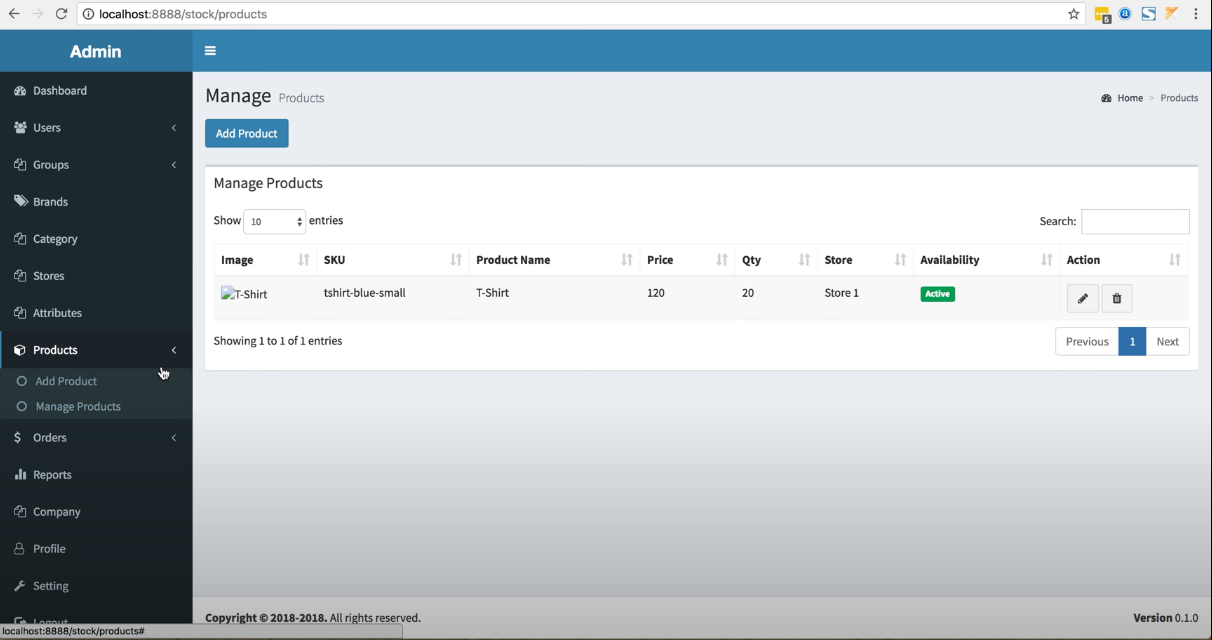 localhost:8888/stock/products
5
Admin
Dashboard
Users
Groups
Brands
Category
Stores
Attributes
Products
Add Product
Manage Products
Orders
Reports
Company
Profile
Setting
Logout
localhost:8888/stock/products#
Manage Products
Home > Products
Add Product
Manage Products
Show 10 entries
Search:
Image SKU Product Name Price Qty Store Availability Action
T-Shirt tshirt-blue-small T-Shirt 120 20 Store 1 Active
Showing 1 to 1 of 1 entries
Previous 1 Next
Copyright © 2018-2018. All rights reserved.
Version 0.1.0